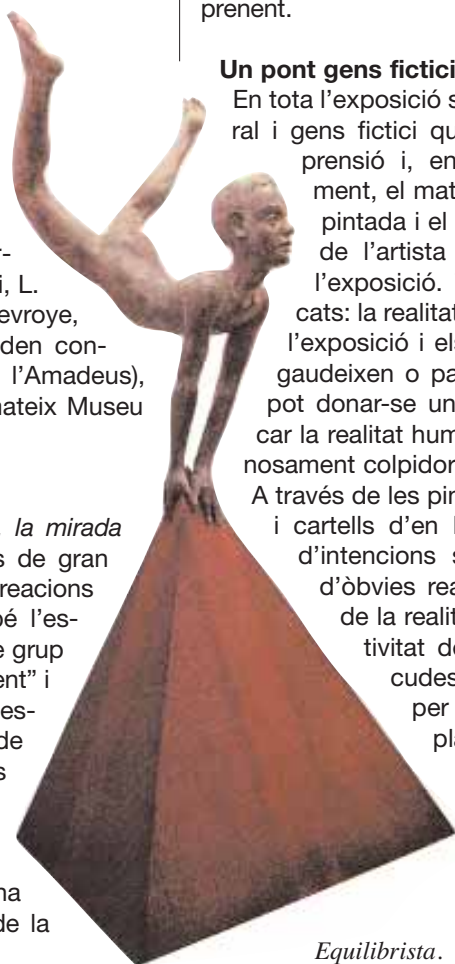 r-
i, L.
evroye,
den con-
l’Amadeus),
mateix Museu
la mirada
s de gran
reacions
bé l’es-
e grup
ent” i
es-
de
s
na
de la
prenent.
Un pont gens fictici
En tota l’exposició s
ral i gens fictici qu
prensió i, en
ment, el mat
pintada i el
de l’artista
l’exposició.
cats: la realitat
l’exposició i els
gaudeixen o pa
pot donar-se un
car la realitat hum
nosament colpidor
A través de les pin
i cartells d’en
d’intencions s
d’òbvies rea
de la realit
tivitat de
cudes
per
pla
Equilibrista.